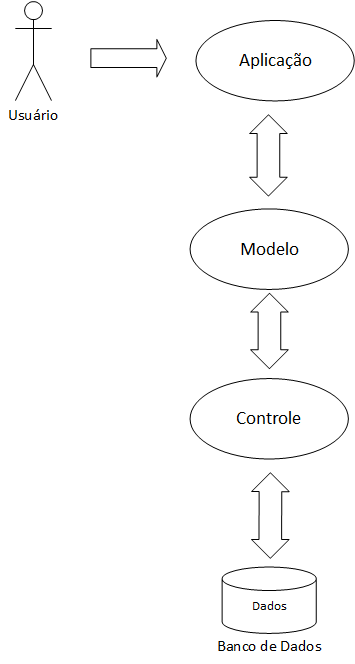 Usuário
Aplicação
Modelo
Controle
Dados
Banco de Dados